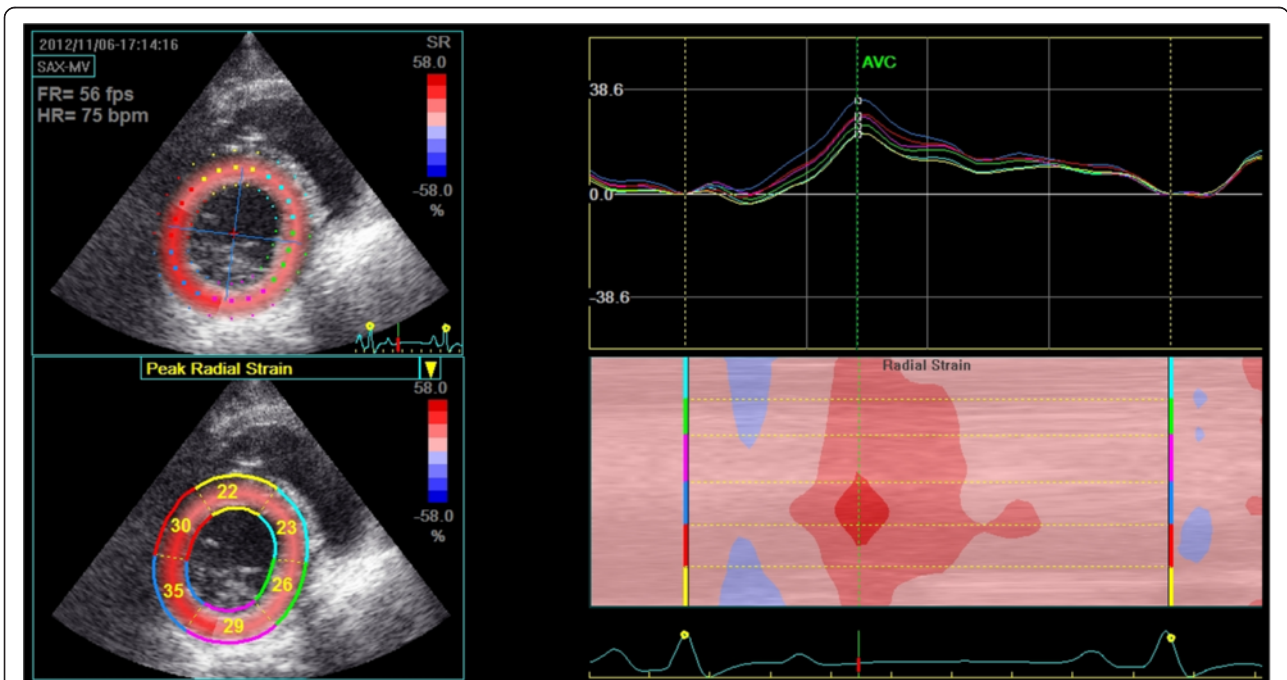 2012/11/06-17:14:16
SAX-MV
FR= 56 fps
HR= 75 bpm
SR
58.0
-58.0
%
AVC
38.6
0.0
-38.6
Peak Radial Strain
58.0
-58.0
%
22
30
23
35
26
29
Radial Strain